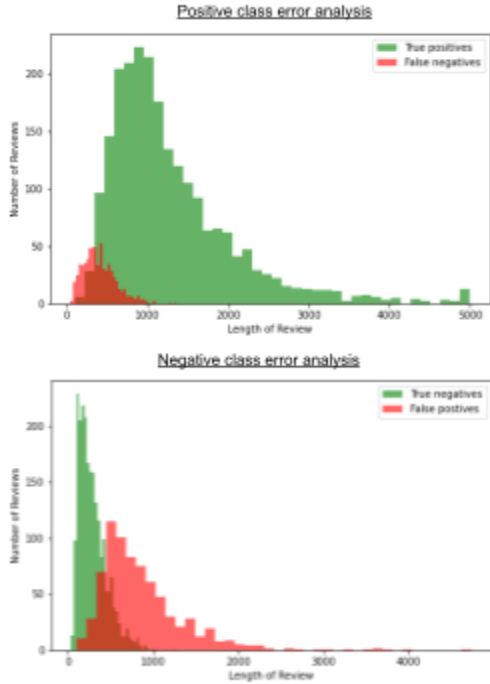 Positive class error analysis
True positives
False negatives
Number of Reviews
200
150
100
50
0
0 1000 2000 3000 4000 5000
Length of Review
Negative class error analysis
True negatives
False postives
Number of Reviews
200
150
100
50
0
0 1000 2000 3000 4000
Length of Review